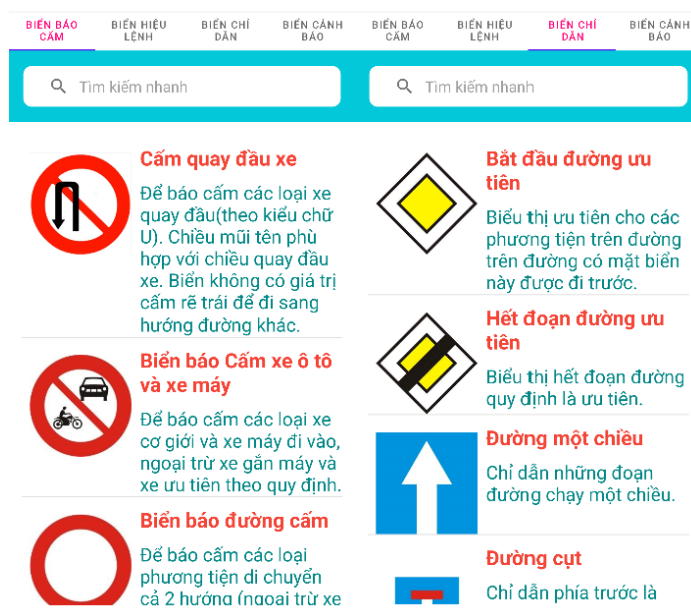 BIỂN BÁO CẤM
BIỂN HIỆU LỆNH
BIỂN CHỈ DẪN
BIỂN CẢNH BÁO
Tìm kiếm nhanh
Cấm quay đầu xe
Để báo cấm các loại xe
quay đầu(theo kiểu chữ
U). Chiều mũi tên phù
hợp với chiều quay đầu
xe. Biển không có giá trị
cấm rẽ trái để đi sang
hướng đường khác.
Biển báo Cấm xe ô tô
và xe máy
Để báo cấm các loại xe
cơ giới và xe máy đi vào,
ngoại trừ xe gắn máy và
xe ưu tiên theo quy định.
Biển báo đường cấm
Để báo cấm các loại
phương tiện di chuyển
cả 2 hướng (ngoại trừ xe
BIỂN BÁO CẤM
BIỂN HIỆU LỆNH
BIỂN CHỈ DẪN
BIỂN CẢNH BÁO
Tìm kiếm nhanh
Bắt đầu đường ưu
tiên
Biểu thị ưu tiên cho các
phương tiện trên đường
trên đường có mặt biển
này được đi trước.
Hết đoạn đường ưu
tiên
Biểu thị hết đoạn đường
quy định là ưu tiên.
Đường một chiều
Chỉ dẫn những đoạn
đường chạy một chiều.
Đường cụt
Chỉ dẫn phía trước là